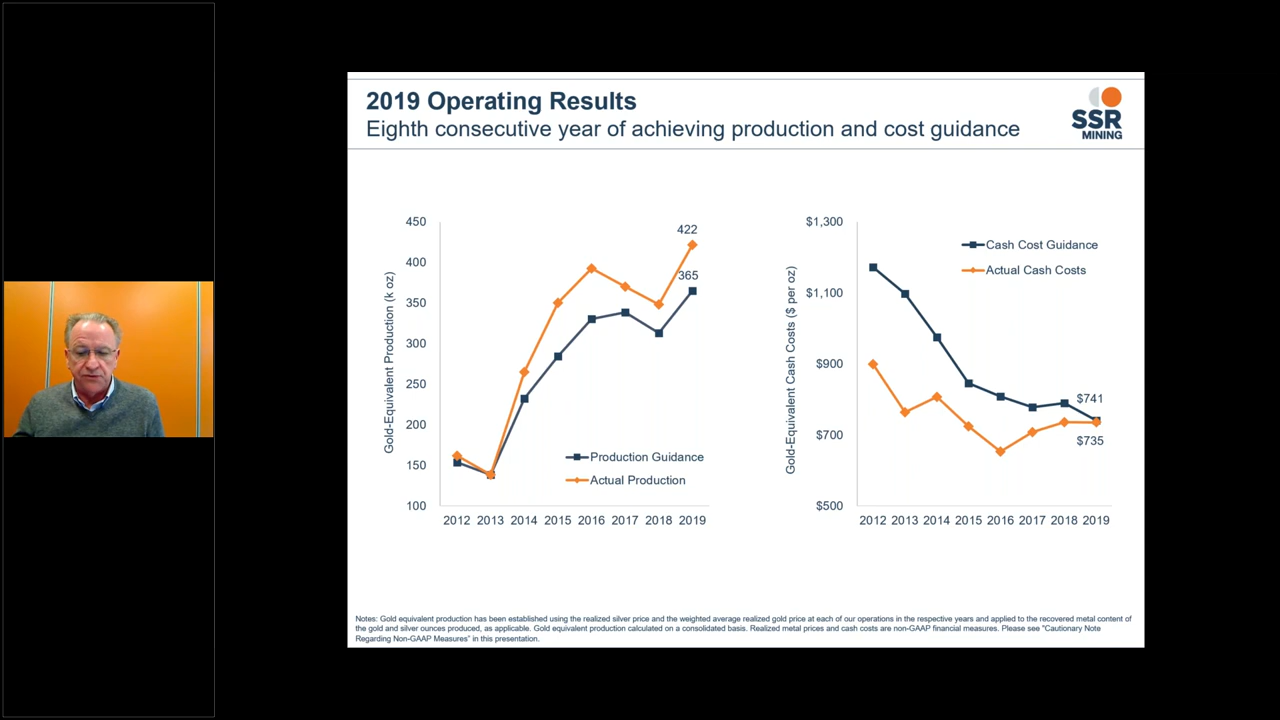 2019 Operating Results
Eighth consecutive year of achieving production and cost guidance
SSR
MINING
Gold-Equivalent Production (k oz)
450
400
350
300
250
200
150
100
422
365
Production Guidance
Actual Production
2012 2013 2014 2015 2016 2017 2018 2019
Gold-Equivalent Cash Costs ($ per oz)
$1,300
$1,100
$900
$700
$500
Cash Cost Guidance
Actual Cash Costs
$741
$735
2012 2013 2014 2015 2016 2017 2018 2019
Notes: Gold equivalent production has been established using the realized silver price and the weighted average realized gold price at each of our operations in the respective years and applied to the recovered metal content of
the gold and silver ounces produced, as applicable. Gold equivalent production calculated on a consolidated basis. Realized metal prices and cash costs are non-GAAP financial measures. Please see "Cautionary Note
Regarding Non-GAAP Measures" in this presentation.